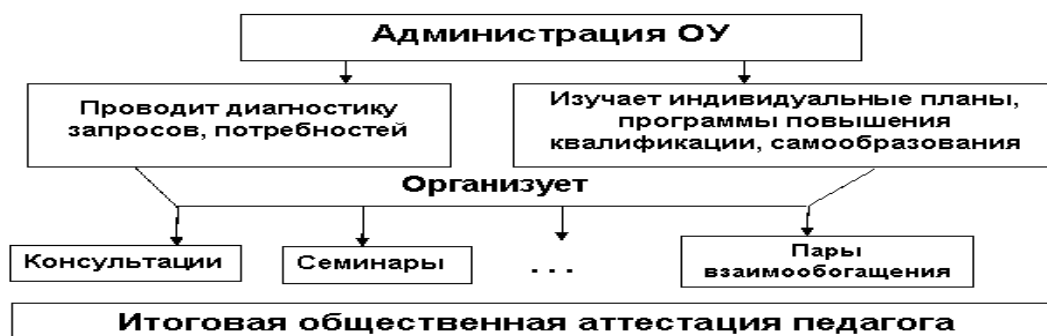 Администрация ОУ
Проводит диагностику
запросов, потребностей
Изучает индивидуальные планы,
программы повышения
квалификации, самообразования
Организует
Консультации
Семинары
...
Пары
взаимообогащения
Итоговая общественная аттестация педагога